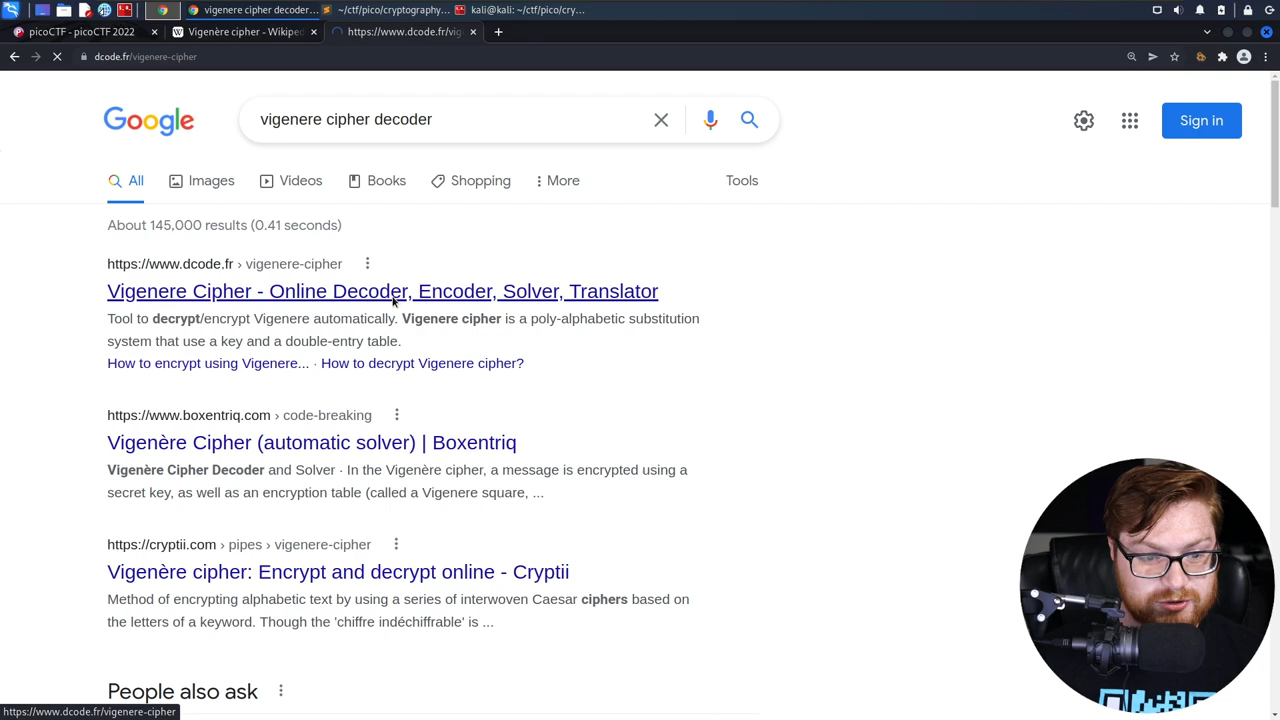 vigenere cipher decoder...
~/ctf/pico/cryptography...
kali@kali: ~/ctf/pico/cry...
picoCTF - picoCTF 2022
Vigenère cipher - Wikiped
https://www.dcode.fr/vig
dcode.fr/vigenere-cipher
Google
vigenere cipher decoder
Sign in
All
Images
Videos
Books
Shopping
More
Tools
About 145,000 results (0.41 seconds)
https://www.dcode.fr › vigenere-cipher
Vigenere Cipher - Online Decoder, Encoder, Solver, Translator
Tool to decrypt/encrypt Vigenere automatically. Vigenere cipher is a poly-alphabetic substitution
system that use a key and a double-entry table.
How to encrypt using Vigenere... · How to decrypt Vigenere cipher?
https://www.boxentriq.com › code-breaking
Vigenère Cipher (automatic solver) | Boxentriq
Vigenère Cipher Decoder and Solver · In the Vigenère cipher, a message is encrypted using a
secret key, as well as an encryption table (called a Vigenere square, ...
https://cryptii.com › pipes › vigenere-cipher
Vigenère cipher: Encrypt and decrypt online - Cryptii
Method of encrypting alphabetic text by using a series of interwoven Caesar ciphers based on
the letters of a keyword. Though the 'chiffre indéchiffrable' is ...
People also ask
https://www.dcode.fr/vigenere-cipher